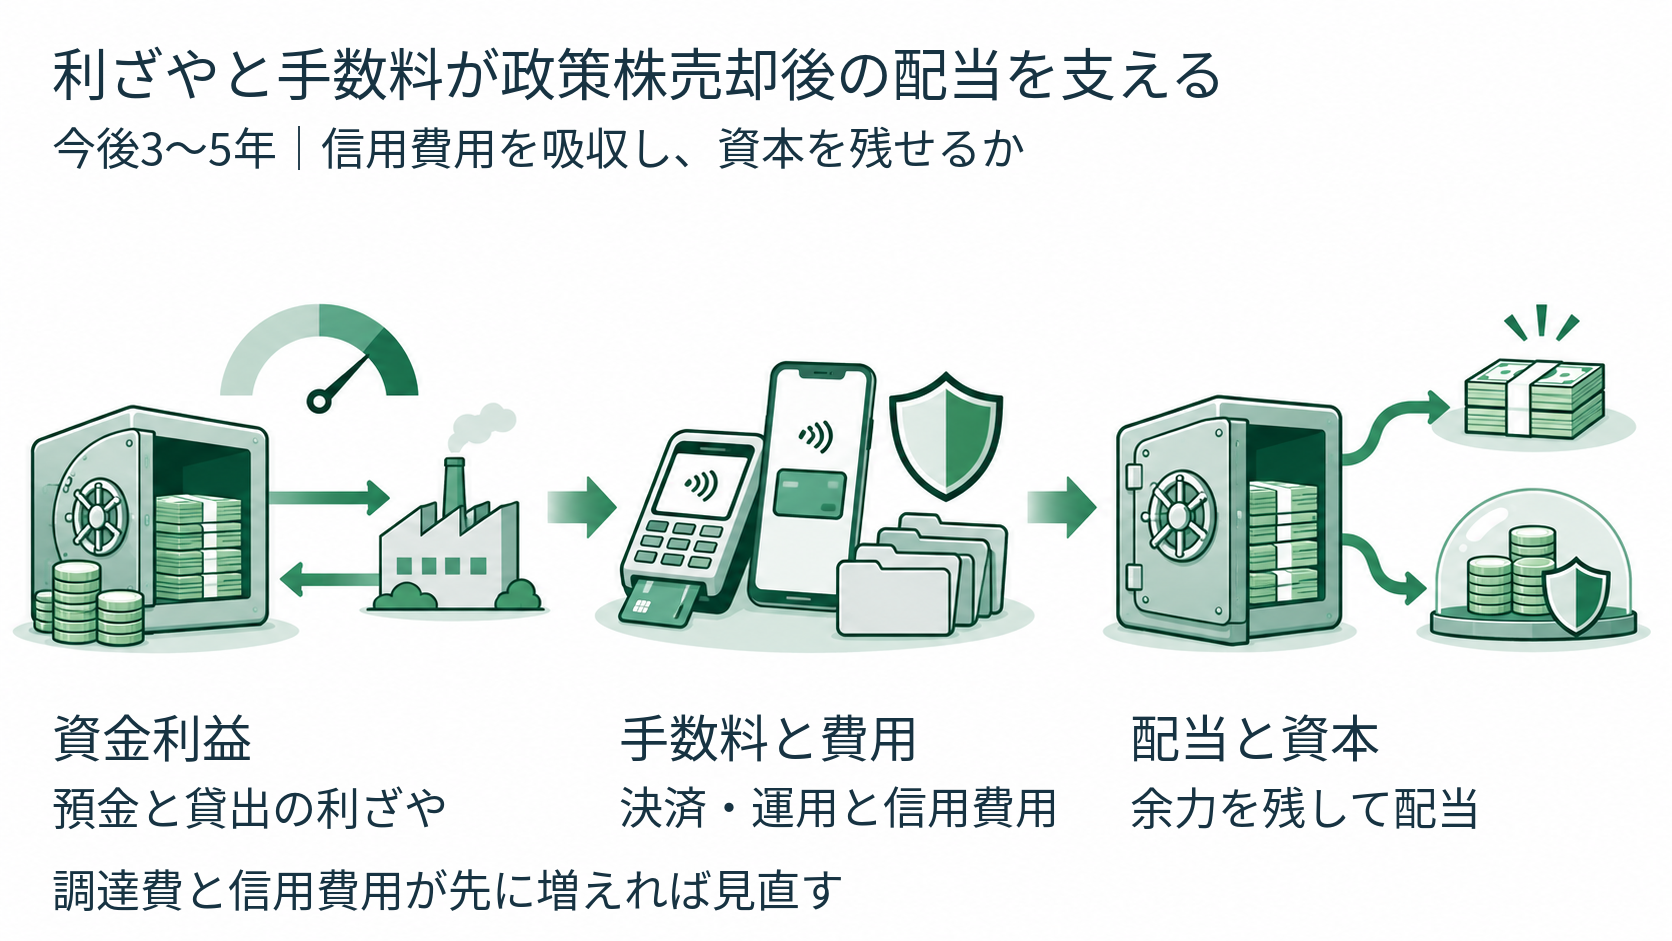 利ざやと手数料が政策株売却後の配当を支える
今後3〜5年｜信用費用を吸収し、資本を残せるか
資金利益
預金と貸出の利ざや
手数料と費用
決済・運用と信用費用
配当と資本
余力を残して配当
調達費と信用費用が先に増えれば見直す